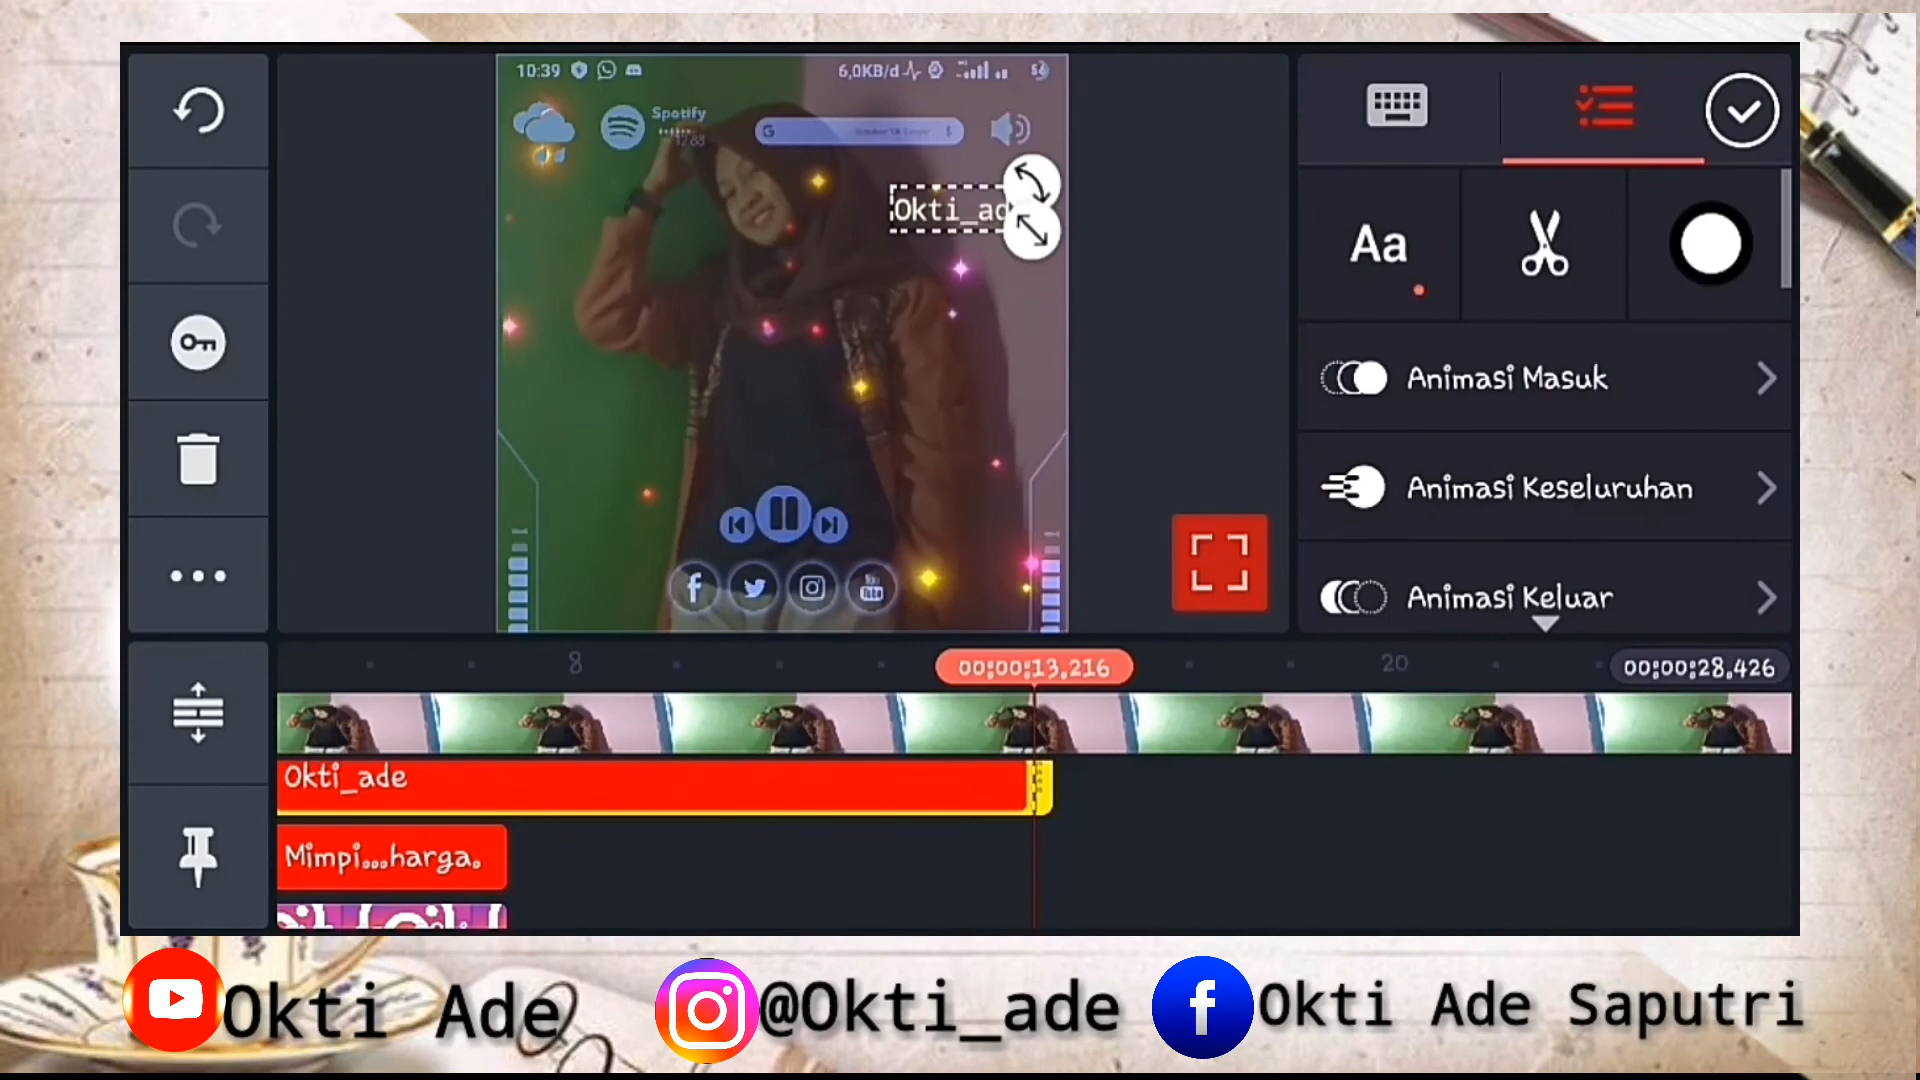 10:39
6,0KB/d
Spotify
G
Okti_ad
Aa
Animasi Masuk
Animasi Keseluruhan
Animasi Keluar
8
00:00:13,216
20
00:00:28,426
Okti_ade
Mimpi...harga.
Okti Ade
@Okti_ade
Okti Ade Saputri